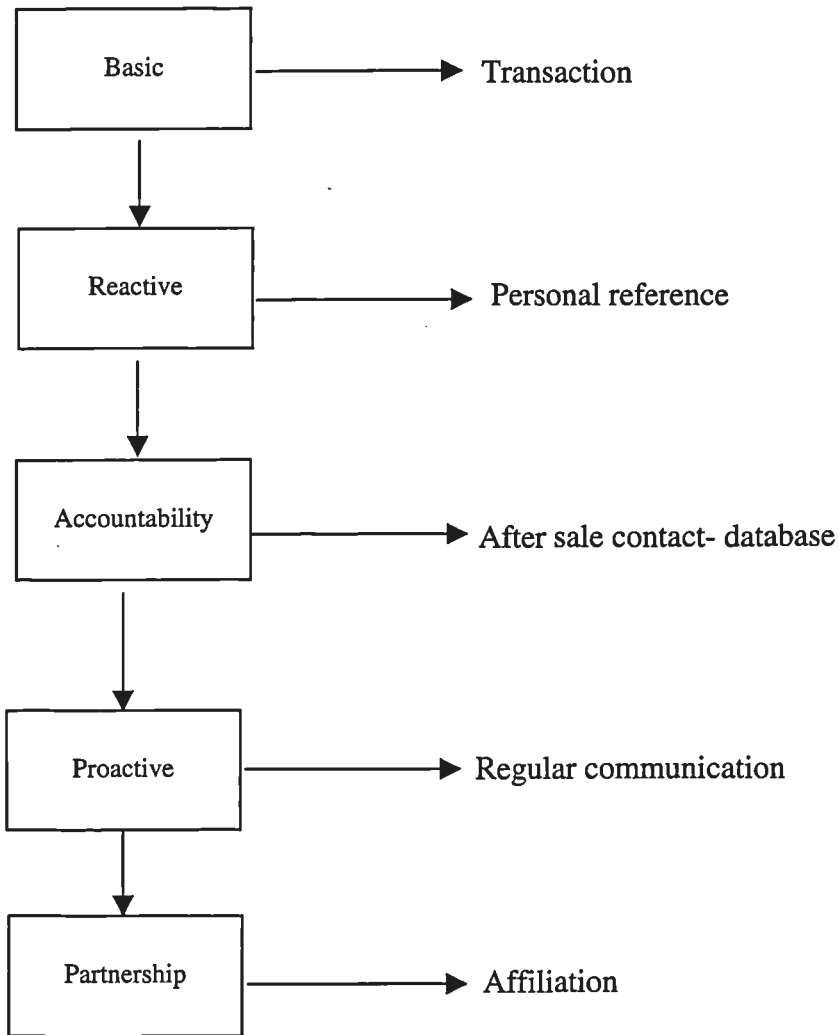 Basic
Transaction
Reactive
Personal reference
Accountability
After sale contact- database
Proactive
Regular communication
Partnership
Affiliation